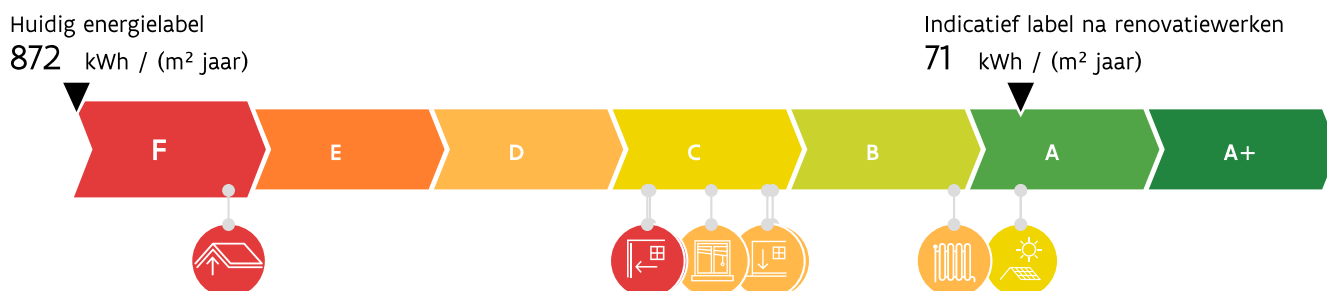 Huidig energielabel
872 kWh / (m² jaar)
Indicatief label na renovatiewerken
71 kWh / (m² jaar)
F E D C B A A+